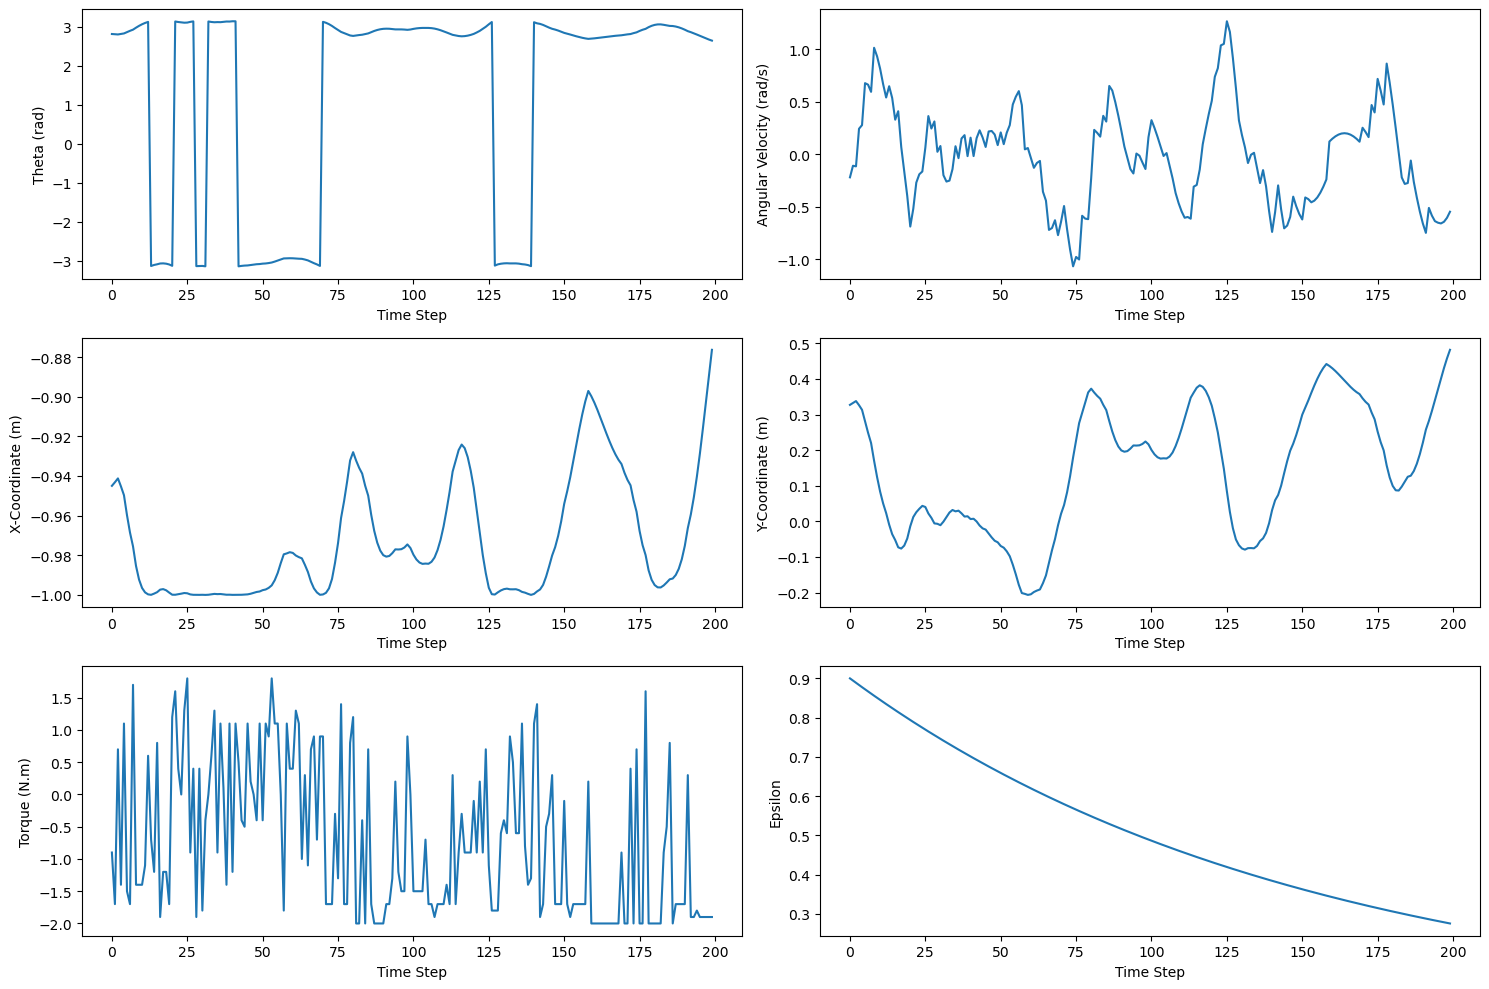 Theta (rad)
3
2
1
0
−1
−2
−3
0 25 50 75 100 125 150 175 200
Time Step
Angular Velocity (rad/s)
1.0
0.5
0.0
−0.5
−1.0
0 25 50 75 100 125 150 175 200
Time Step
X-Coordinate (m)
−0.88
−0.90
−0.92
−0.94
−0.96
−0.98
−1.00
0 25 50 75 100 125 150 175 200
Time Step
Y-Coordinate (m)
0.5
0.4
0.3
0.2
0.1
0.0
−0.1
−0.2
0 25 50 75 100 125 150 175 200
Time Step
Torque (N.m)
1.5
1.0
0.5
0.0
−0.5
−1.0
−1.5
−2.0
0 25 50 75 100 125 150 175 200
Time Step
Epsilon
0.9
0.8
0.7
0.6
0.5
0.4
0.3
0 25 50 75 100 125 150 175 200
Time Step